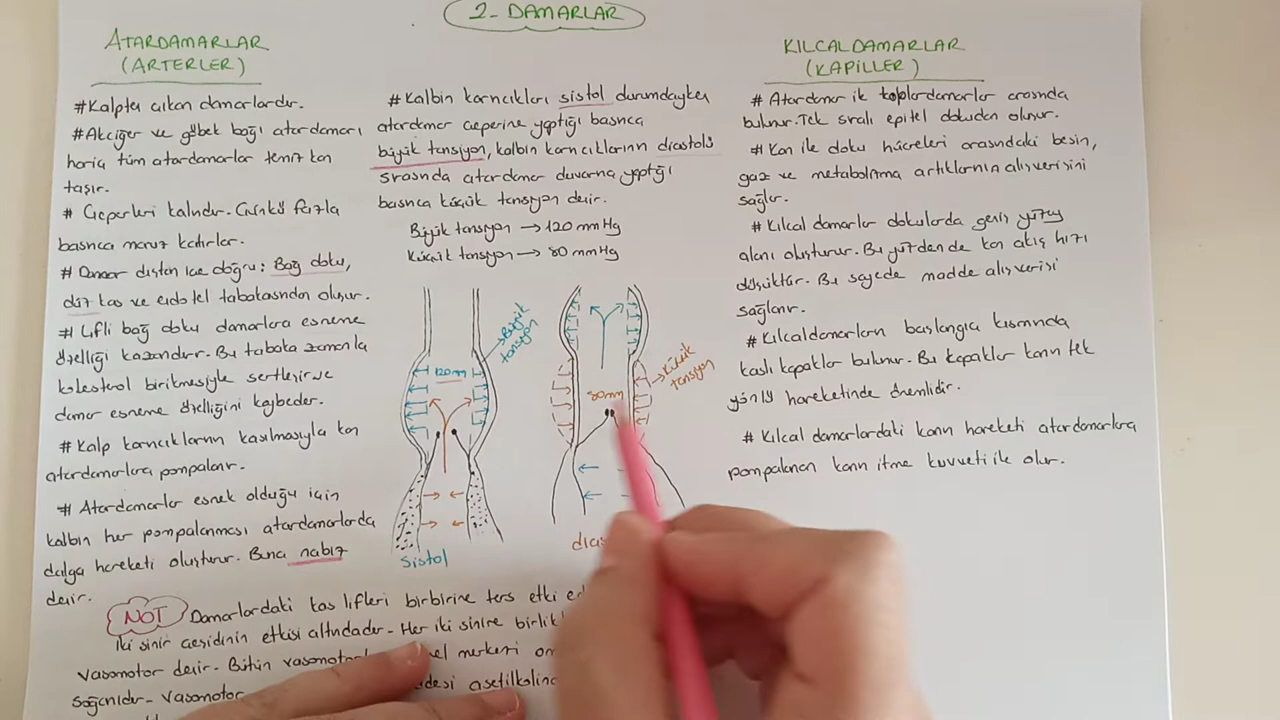 2- DAMARLAR
ATARDAMARLAR
(ARTERLER)
#Kalpten çıkan damarlardır.
#Akciğer ve göbek bağı atardamarı
hariç tüm atardamarlar temiz kan
taşır.
# Çeperleri kalındır. Çünkü fazla
basınca maruz kalırlar.
# Damar dıştan içe doğru: Bağ doku,
düz kas ve endotel tabakasından oluşur.
# Lifli bağ doku damarlara esneme
özelliği kazandırır. Bu tabaka zamanla
kolesterol birikmesiyle sertleşir ve
damar esneme özelliğini kaybeder.
# Kalp karıncıklarının kasılmasıyla kan
atardamarlara pompalanır.
# Atardamarlar esnek olduğu için
kalbin her pompalanması atardamarlarda
dalga hareketi oluşturur. Buna nabız
denir.
# Kalbin karıncıkları sistol durumdayken
atardamar çeperine yaptığı basınca
büyük tansiyon, kalbin karıncıklarının diastolü
sırasında atardamar duvarına yaptığı
basınca küçük tansiyon denir.
Büyük tansiyon → 120 mmHg
Küçük tansiyon → 80 mmHg
Büyük
tansiyon
120mm
sistol
Küçük
tansiyon
80mm
KILCALDAMARLAR
(KAPİLLER)
# Atardamar ile toplardamarlar arasında
bulunur. Tek sıralı epitel dokudan oluşur.
# Kan ile doku hücreleri arasındaki besin,
gaz ve metabolizma artıklarının alışverişini
sağlar.
# Kılcal damarlar dokularda geniş yüzey
alanı oluşturur. Bu yüzden de kan akış hızı
düşüktür. Bu sayede madde alışverişi
sağlanır.
# Kılcaldamarların başlangıç kısmında
kaslı kapaklar bulunur. Bu kapaklar kanın tek
yönlü hareketinde önemlidir.
# Kılcal damarlardaki kanın hareketi atardamarlara
pompalanan kanın itme kuvveti ile olur.
NOT Damarlardaki kas lifleri birbirine ters etki
iki sinir çeşidinin etkisi altındadır. Her iki sinire
vasomotor denir. Bütün
merkezi
soğanıdır. Vasomotor
asetilkolin